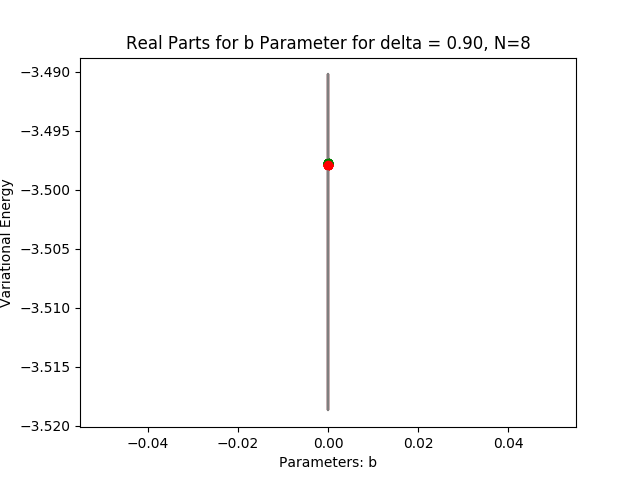 Real Parts for b Parameter for delta = 0.90, N=8
−3.490
−3.495
−3.500
−3.505
−3.510
−3.515
−3.520
Variational Energy
−0.04 −0.02 0.00 0.02 0.04
Parameters: b